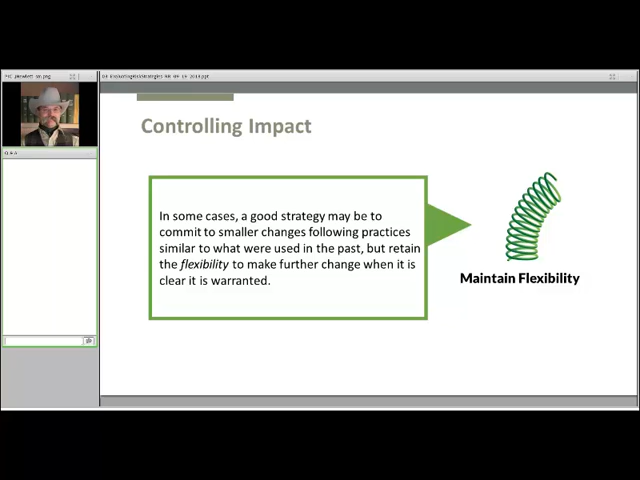 Q & A
Controlling Impact
In some cases, a good strategy may be to
commit to smaller changes following practices
similar to what were used in the past, but retain
the flexibility to make further change when it is
clear it is warranted.
Maintain Flexibility